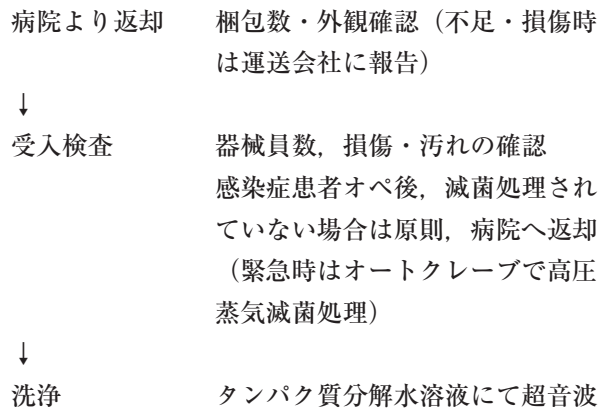 病院より返却 梱包数・外観確認（不足・損傷時
は運送会社に報告）
↓
受入検査 器械員数，損傷・汚れの確認
感染症患者オペ後，滅菌処理され
ていない場合は原則，病院へ返却
（緊急時はオートクレーブで高圧
蒸気滅菌処理）
↓
洗浄 タンパク質分解水溶液にて超音波